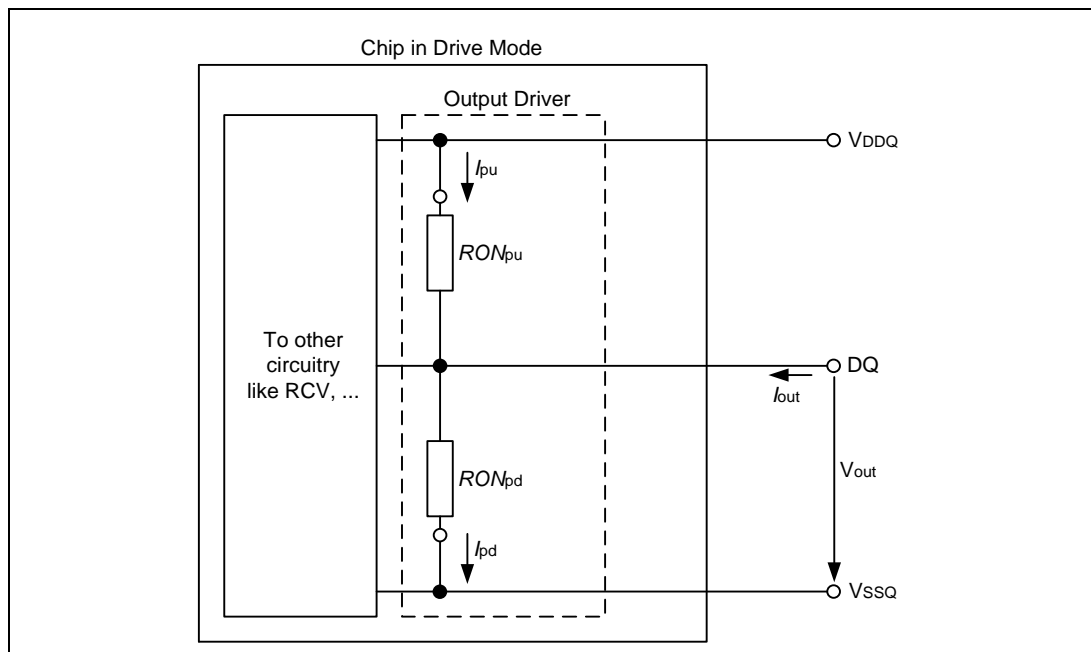 Chip in Drive Mode
Output Driver
VDDQ
Ipu
RONpu
To other
circuitry
like RCV, ...
DQ
Iout
RONpd
Vout
Ipd
VSSQ